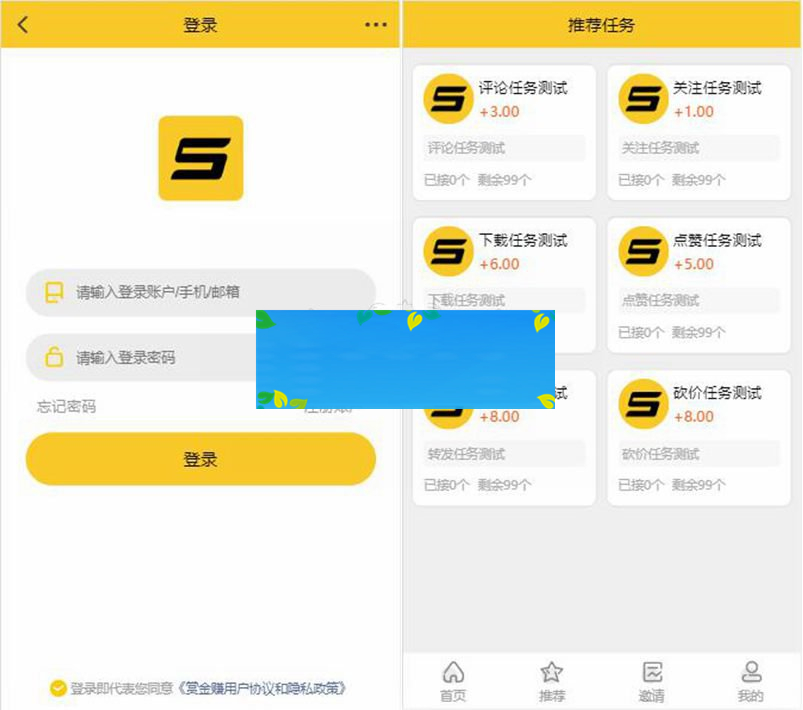 登录
请输入登录账户/手机/邮箱
请输入登录密码
忘记密码
登录
登录即代表您同意《赏金赚用户协议和隐私政策》
推荐任务
评论任务测试
+3.00
评论任务测试
已接0个 剩余99个
关注任务测试
+1.00
关注任务测试
已接0个 剩余99个
下载任务测试
+6.00
下载任务测试
点赞任务测试
+5.00
点赞任务测试
已接0个 剩余99个
试
+8.00
转发任务测试
已接0个 剩余99个
砍价任务测试
+8.00
砍价任务测试
已接0个 剩余99个
首页
推荐
邀请
我的